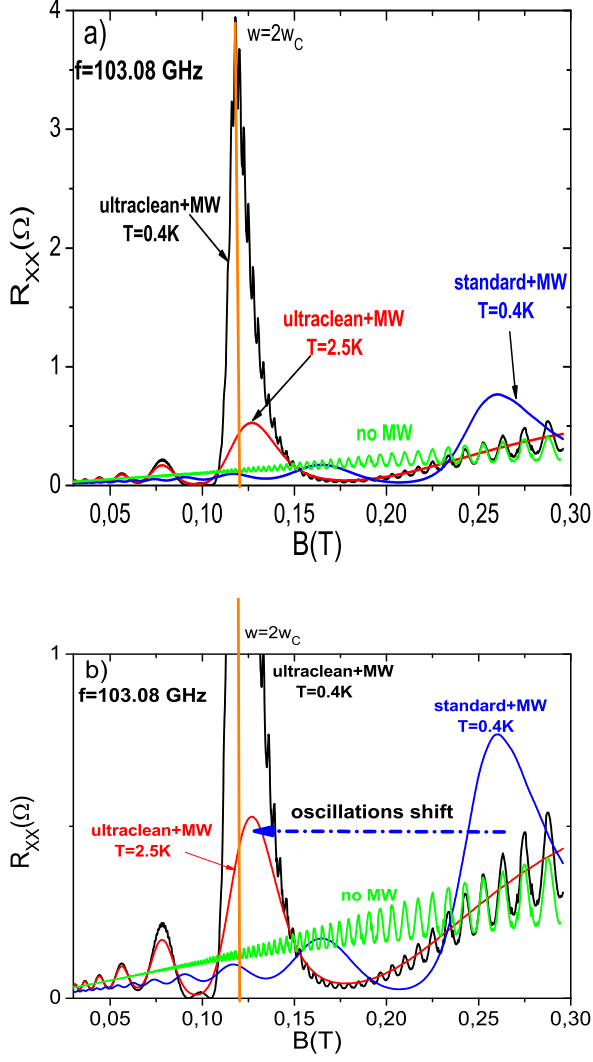 a)
w=2w_C
f=103.08 GHz
ultraclean+MW
T=0.4K
standard+MW
T=0.4K
ultraclean+MW
T=2.5K
no MW
R_XX(Ω)
4
3
2
1
0
0,05 0,10 0,15 0,20 0,25 0,30
B(T)
w=2w_C
b)
f=103.08 GHz
ultraclean+MW
T=0.4K
standard+MW
T=0.4K
oscillations shift
ultraclean+MW
T=2.5K
no MW
R_XX(Ω)
1
0
0,05 0,10 0,15 0,20 0,25 0,30
B(T)